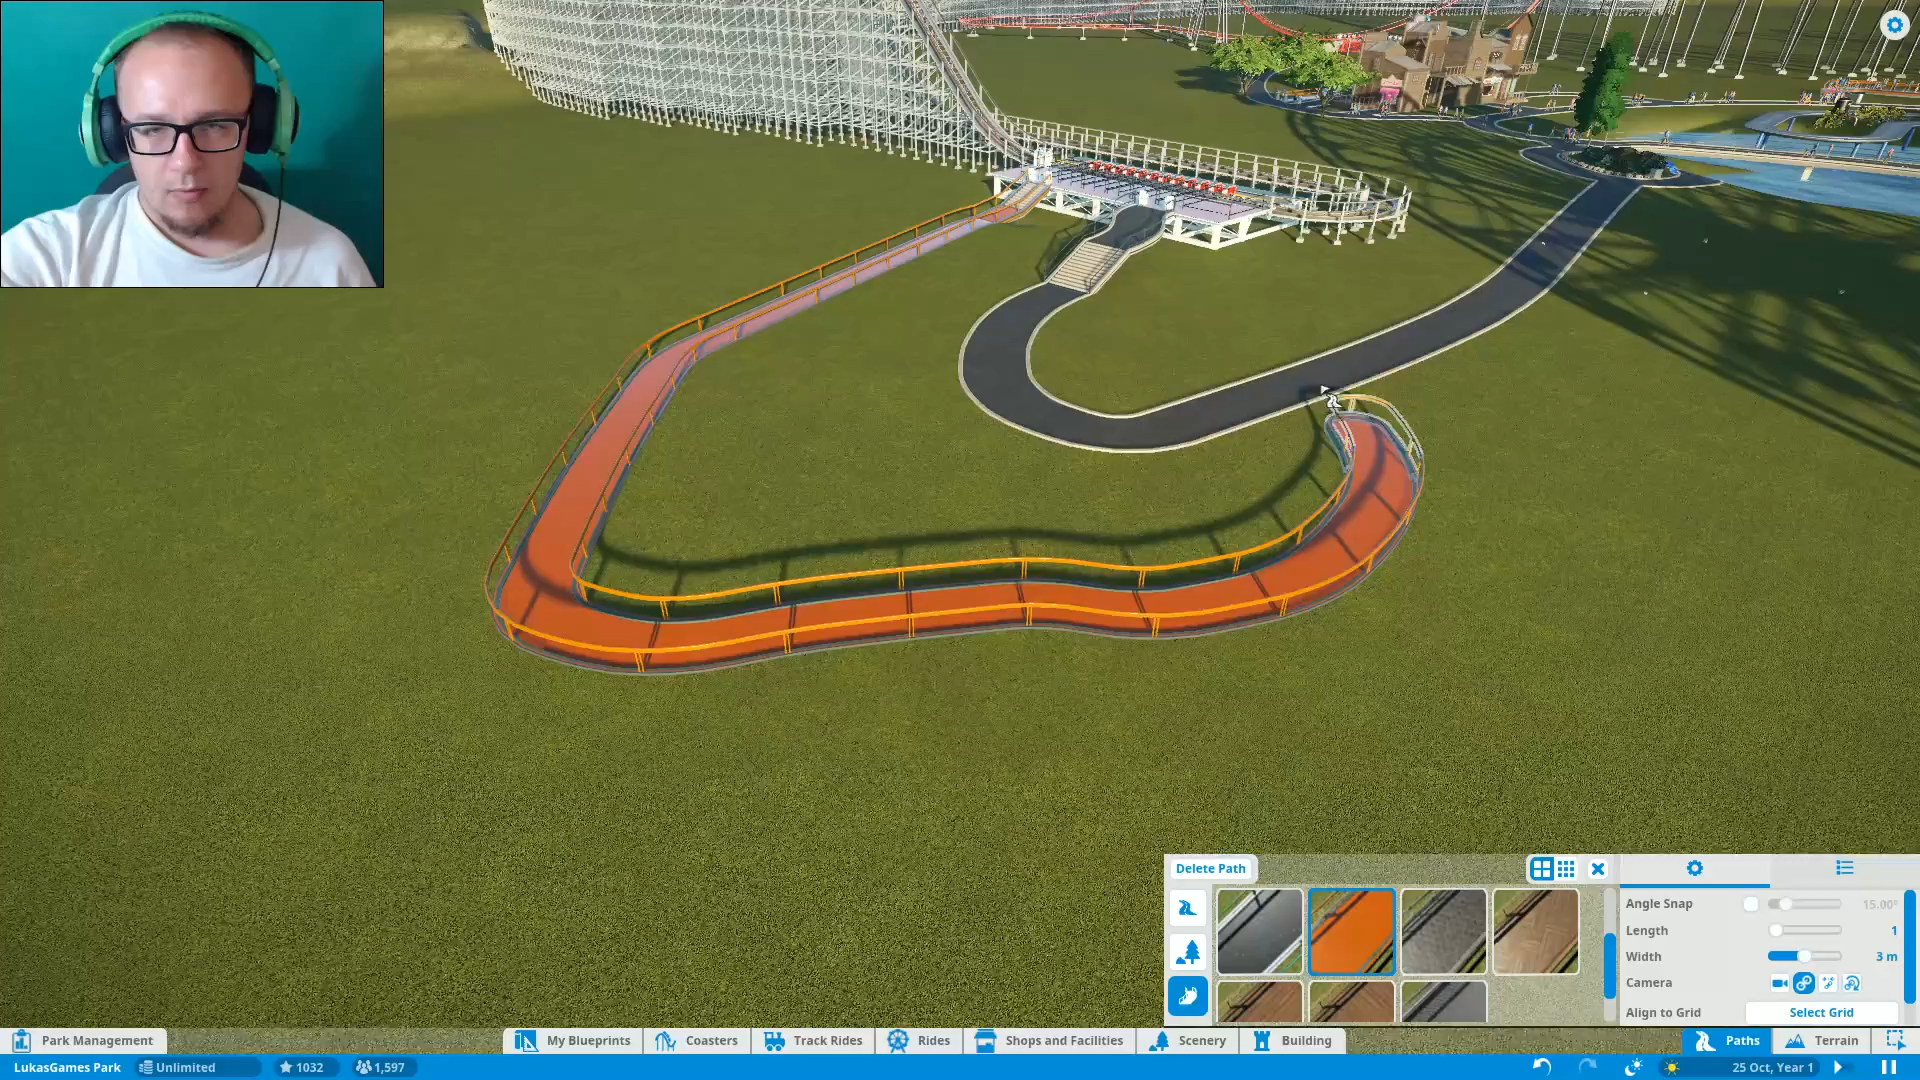 Delete Path
Angle Snap 15.00°
Length 1
Width 3 m
Camera
Align to Grid Select Grid
Park Management My Blueprints Coasters Track Rides Rides Shops and Facilities Scenery Building Paths Terrain
LukasGames Park Unlimited 1032 1,597 25 Oct, Year 1